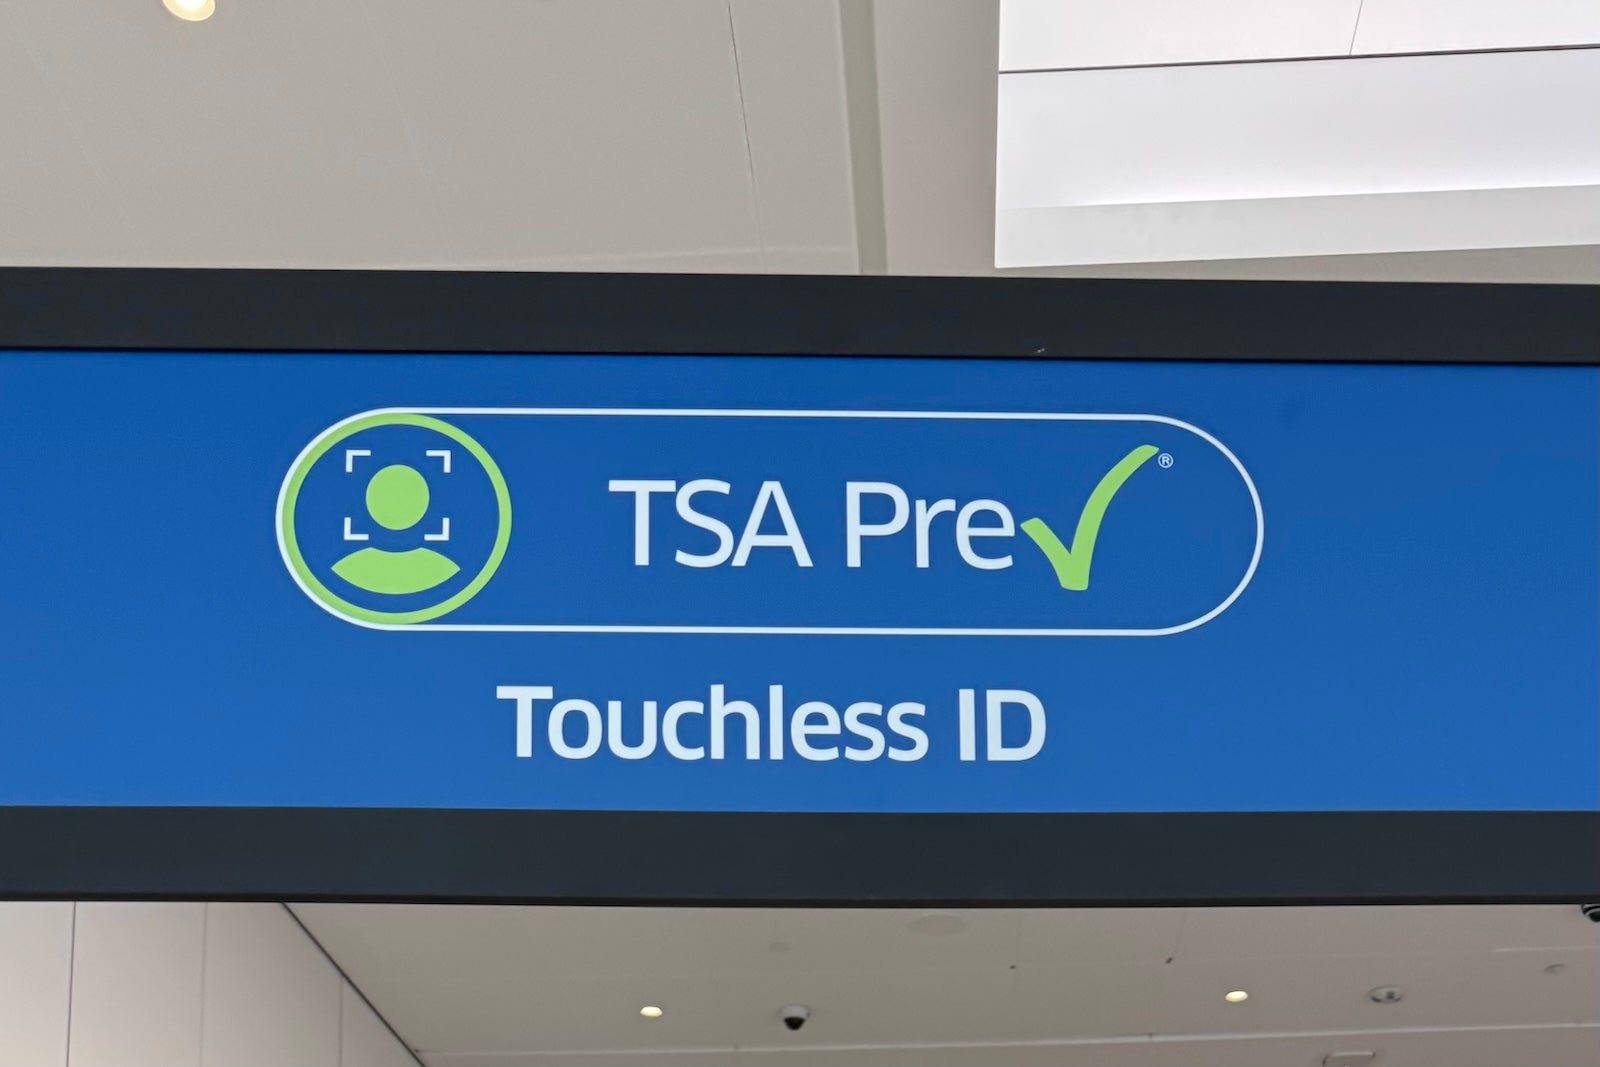 TSA Pre✓®
Touchless ID